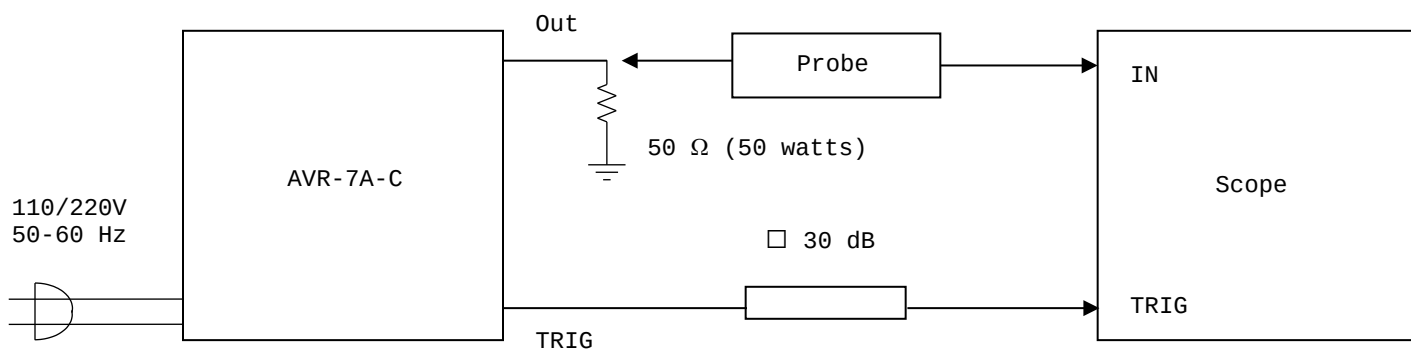 Out
Probe
IN
50 Ω (50 watts)
AVR-7A-C
Scope
110/220V
50-60 Hz
□ 30 dB
TRIG
TRIG